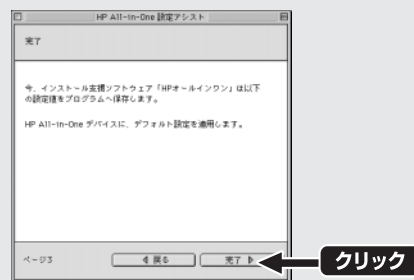 HP All-in-One 設定アシスト
完了
今、インストール支援ソフトウェア「HPオールインワン」は以下
の設定値をプログラムへ保存します。
HP All-in-One デバイスに、デフォルト設定を適用します。
ページ3
戻る
完了
クリック